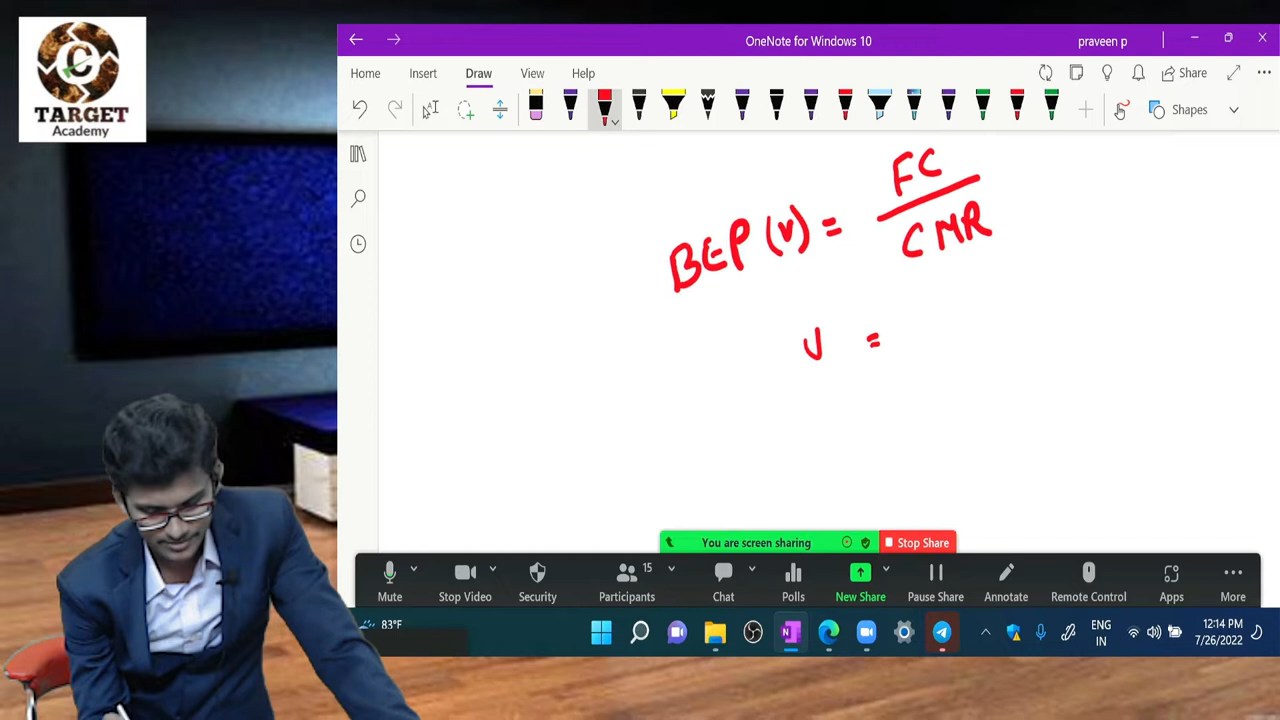 C
TARGET
Academy
OneNote for Windows 10
praveen p
Home Insert Draw View Help
Share
Shapes
BEP (v) = FC
CMR
V =
You are screen sharing
Stop Share
15
Mute Stop Video Security Participants Chat Polls New Share Pause Share Annotate Remote Control Apps More
83°F
ENG
IN
12:14 PM
7/26/2022